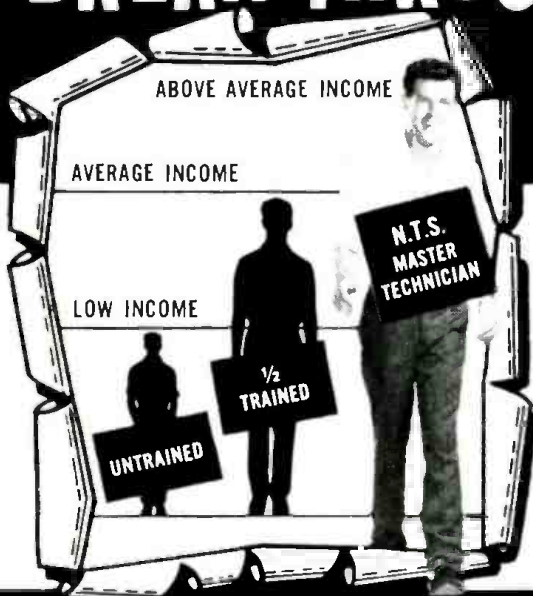 ABOVE AVERAGE INCOME
AVERAGE INCOME
N.T.S.
MASTER
TECHNICIAN
LOW INCOME
½
TRAINED
UNTRAINED